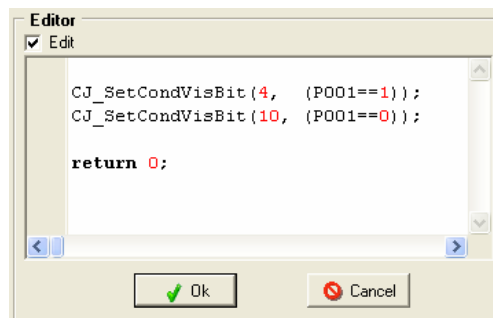 Editor
Edit
CJ_SetCondVisBit(4,  (P001==1));
CJ_SetCondVisBit(10, (P001==0));
return 0;
Ok
Cancel